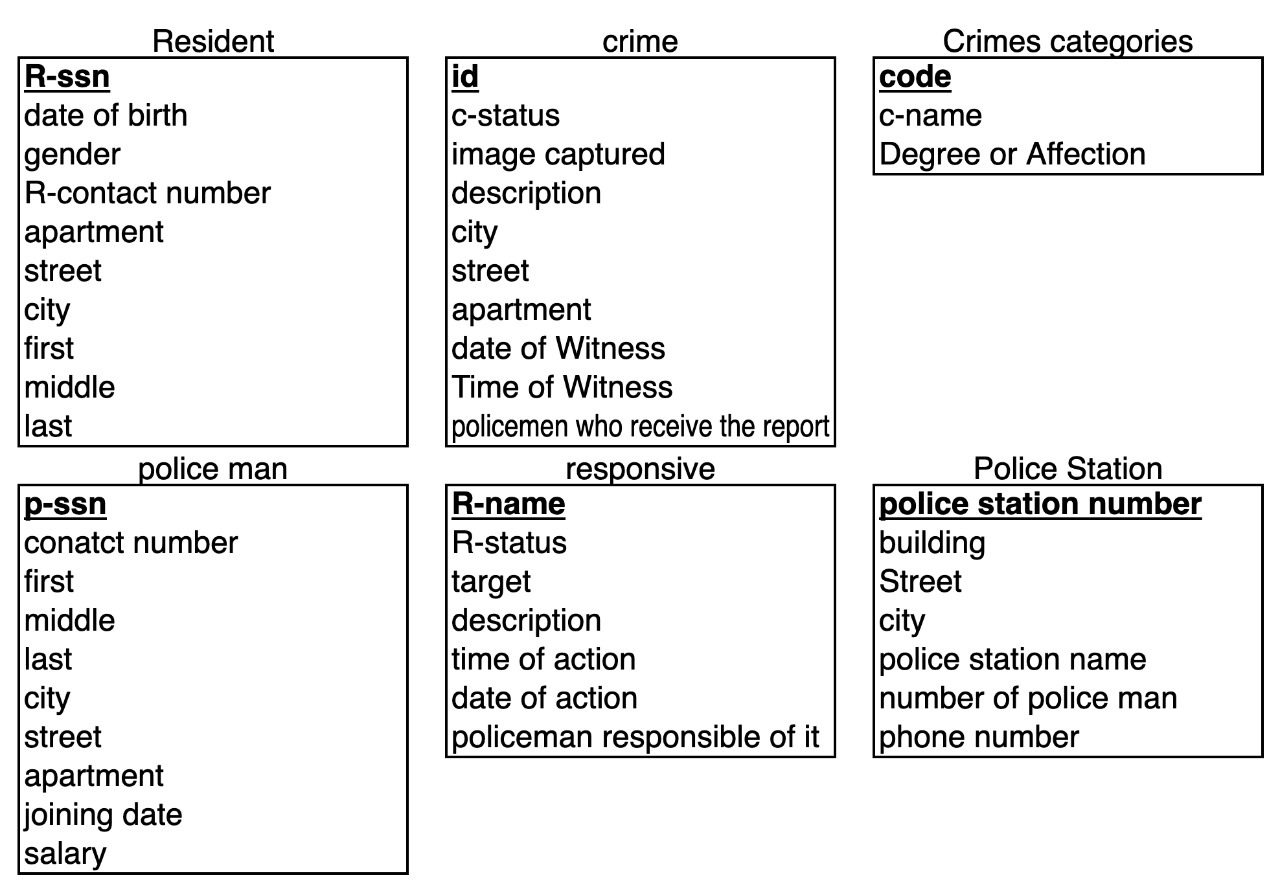 Resident
R-ssn
date of birth
gender
R-contact number
apartment
street
city
first
middle
last
crime
id
c-status
image captured
description
city
street
apartment
date of Witness
Time of Witness
policemen who receive the report
Crimes categories
code
c-name
Degree or Affection
police man
p-ssn
conatct number
first
middle
last
city
street
apartment
joining date
salary
responsive
R-name
R-status
target
description
time of action
date of action
policeman responsible of it
Police Station
police station number
building
Street
city
police station name
number of police man
phone number